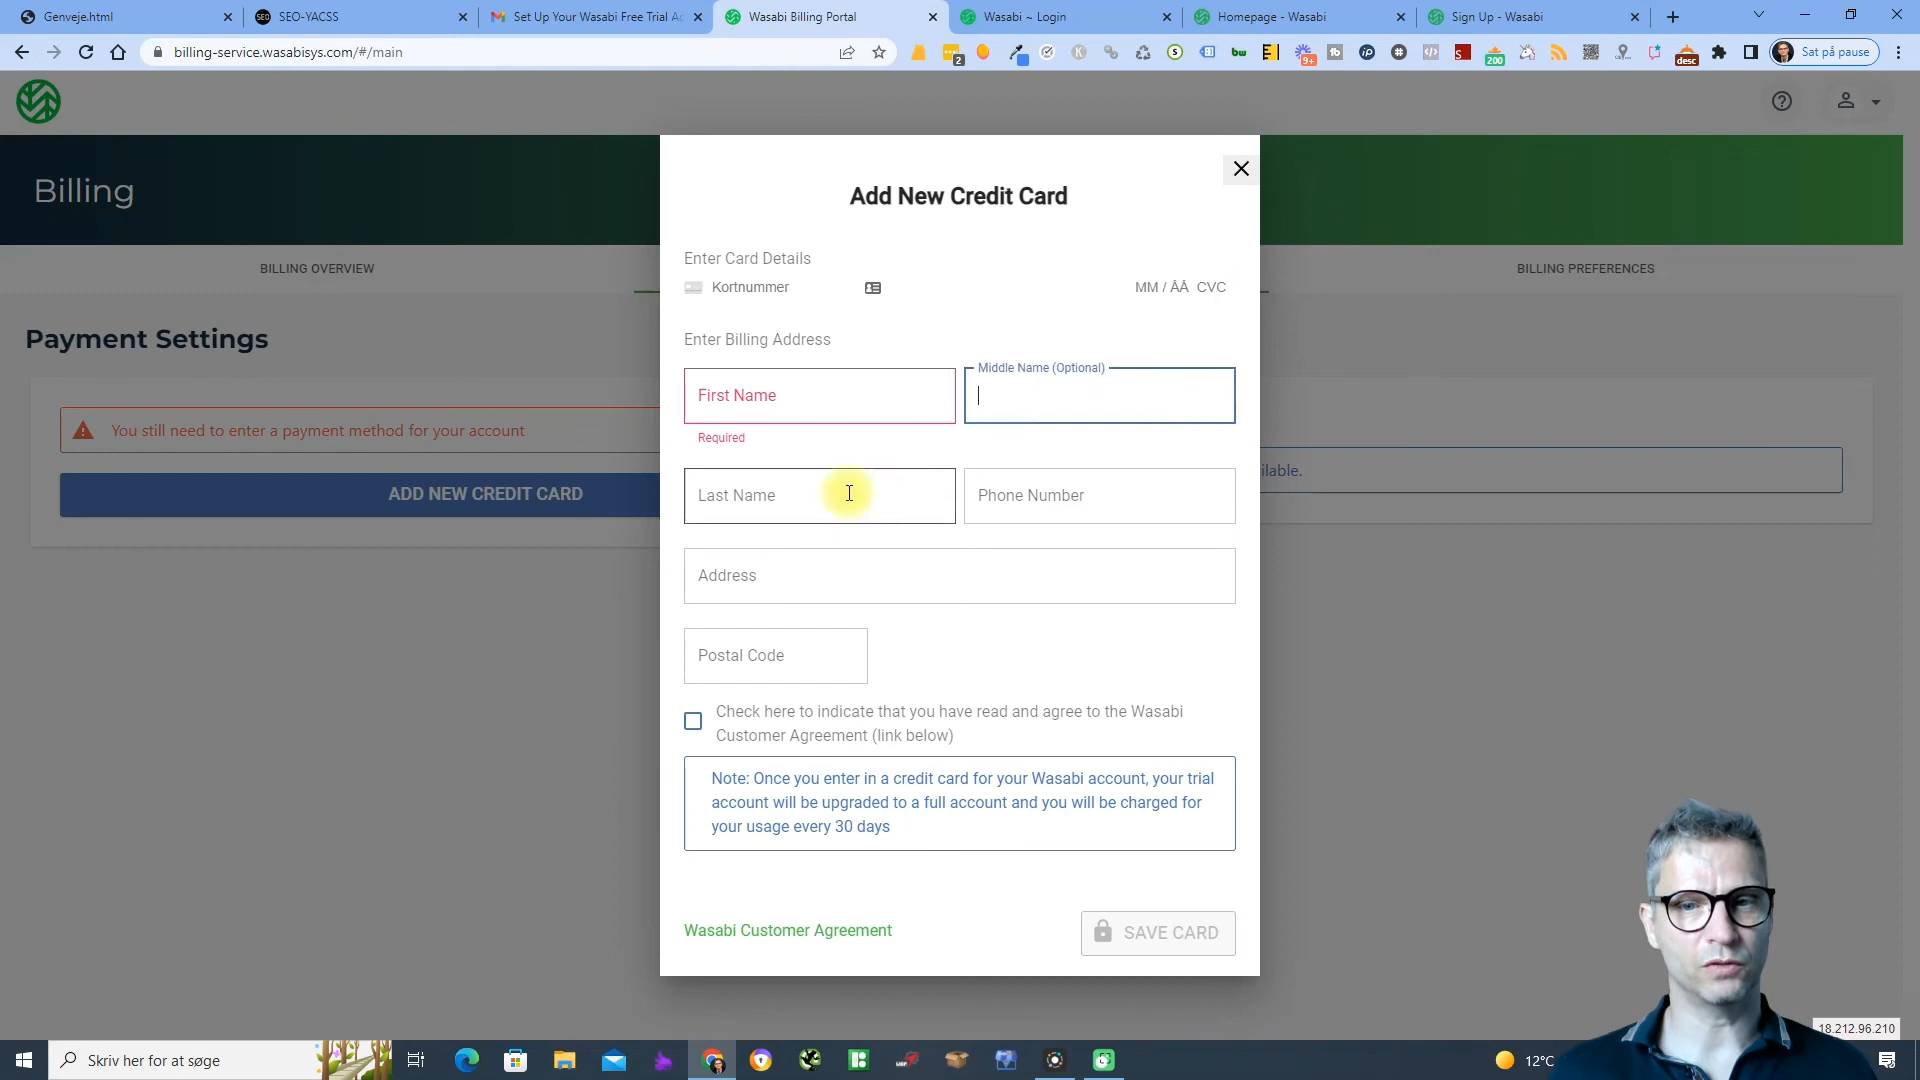 Genveje.html
SEO-YACSS
Set Up Your Wasabi Free Trial Ac
Wasabi Billing Portal
Wasabi ~ Login
Homepage - Wasabi
Sign Up - Wasabi
billing-service.wasabisys.com/#/main
Sat på pause
Billing
BILLING OVERVIEW
BILLING PREFERENCES
Payment Settings
You still need to enter a payment method for your account
ADD NEW CREDIT CARD
ilable.
Add New Credit Card
Enter Card Details
Kortnummer
MM / ÅÅ CVC
Enter Billing Address
First Name
Middle Name (Optional)
Required
Last Name
Phone Number
Address
Postal Code
Check here to indicate that you have read and agree to the Wasabi
Customer Agreement (link below)
Note: Once you enter in a credit card for your Wasabi account, your trial
account will be upgraded to a full account and you will be charged for
your usage every 30 days
Wasabi Customer Agreement
SAVE CARD
18.212.96.210
Skriv her for at søge
12°C